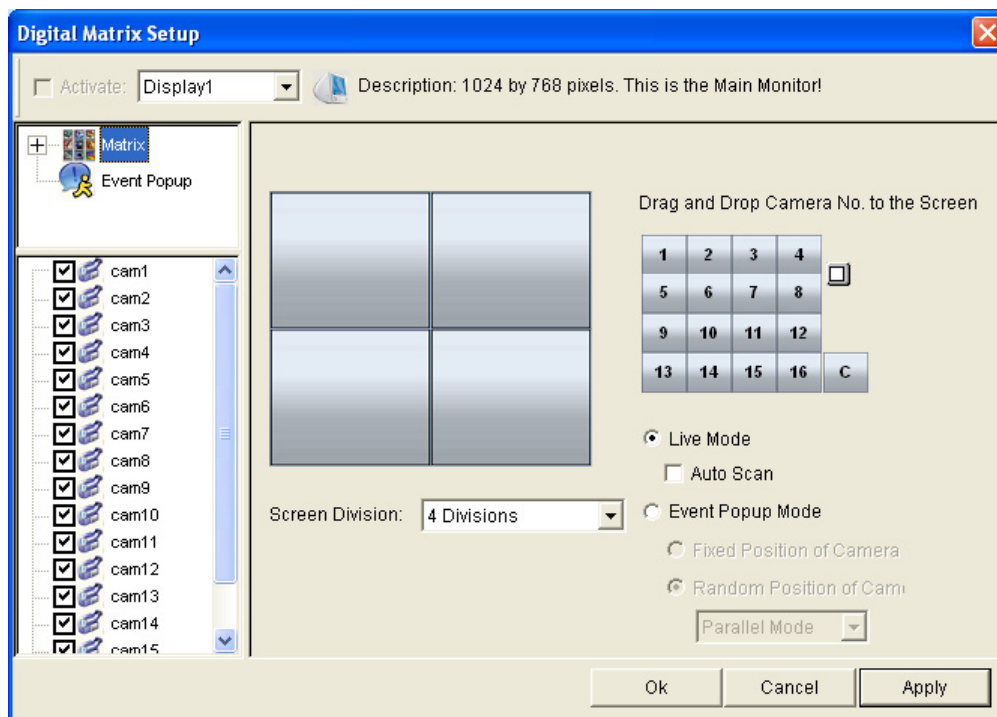 Digital Matrix Setup
Activate: Display1 Description: 1024 by 768 pixels. This is the Main Monitor!
Matrix
Event Popup
cam1
cam2
cam3
cam4
cam5
cam6
cam7
cam8
cam9
cam10
cam11
cam12
cam13
cam14
cam15
Screen Division: 4 Divisions
Drag and Drop Camera No. to the Screen
1 2 3 4
5 6 7 8
9 10 11 12
13 14 15 16 C
Live Mode
Auto Scan
Event Popup Mode
Fixed Position of Camera
Random Position of Cam
Parallel Mode
Ok Cancel Apply